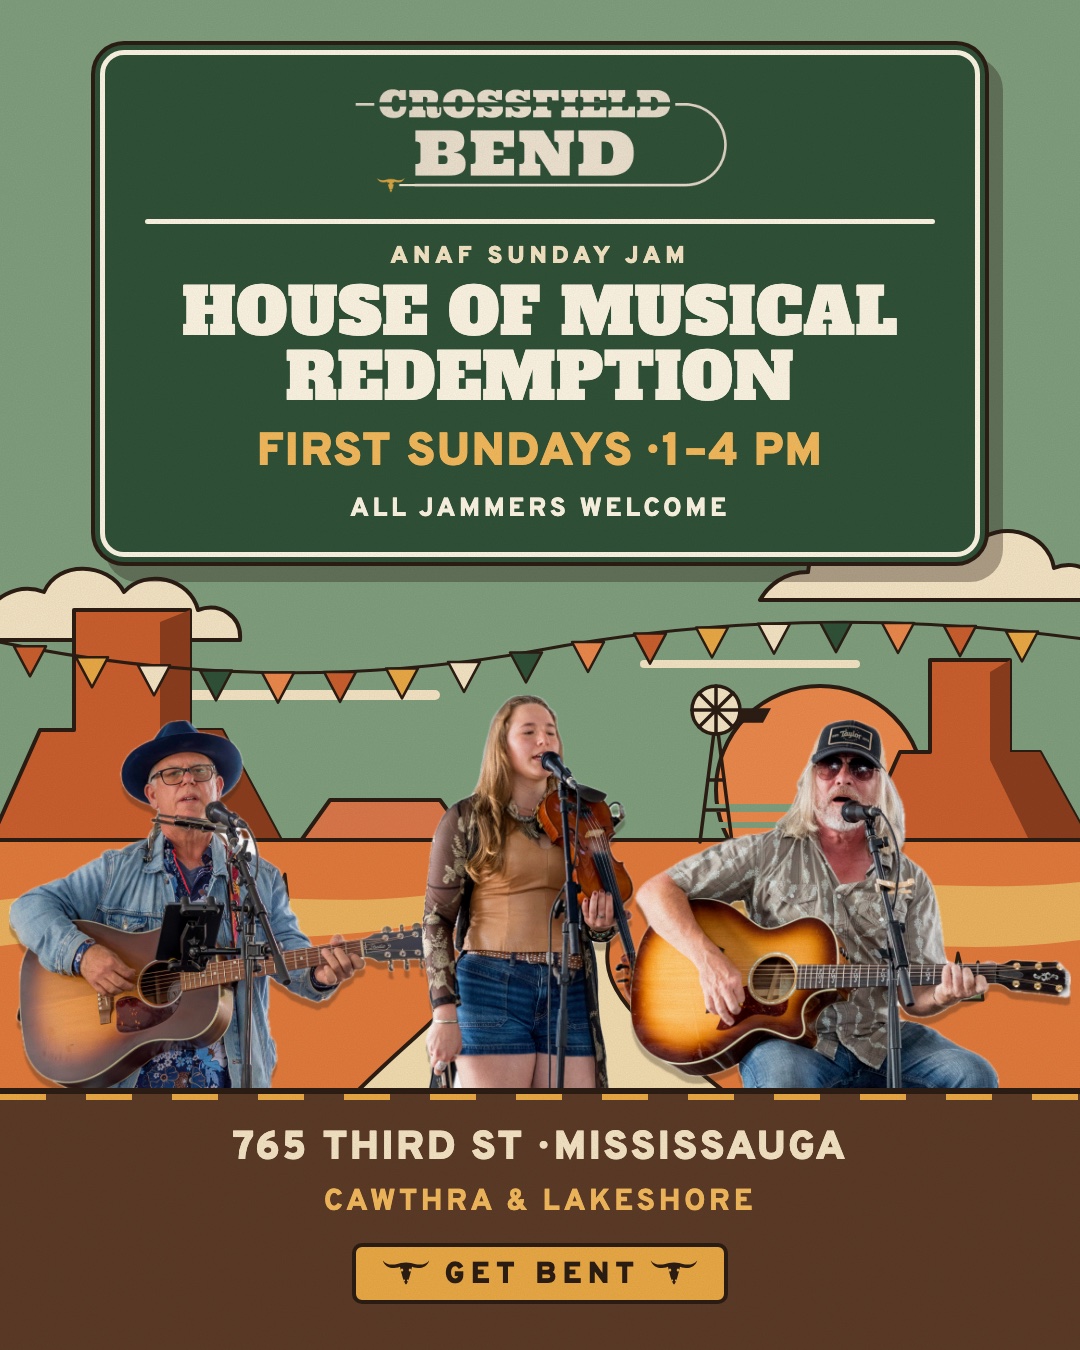 CROSSFIELD
BEND
ANAF SUNDAY JAM
HOUSE OF MUSICAL
REDEMPTION
FIRST SUNDAYS ·1–4 PM
ALL JAMMERS WELCOME
Taylor
765 THIRD ST ·MISSISSAUGA
CAWTHRA & LAKESHORE
GET BENT